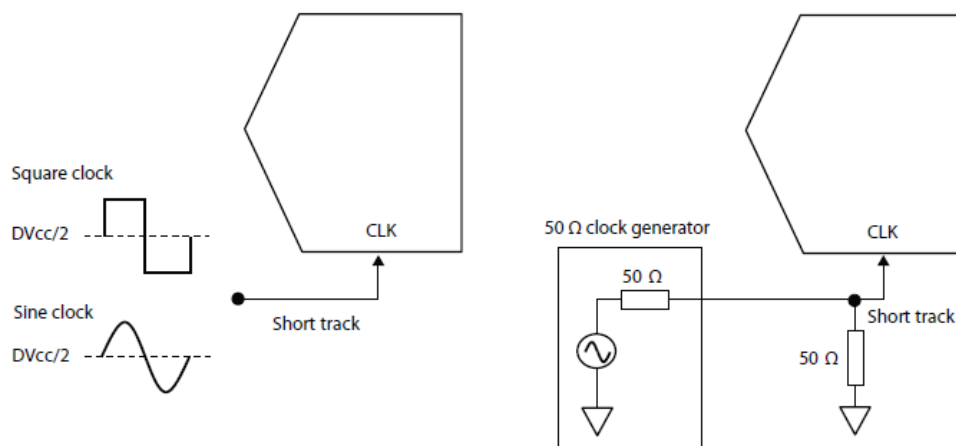 Square clock
DVcc/2
Sine clock
DVcc/2
CLK
Short track
50 Ω clock generator
50 Ω
CLK
Short track
50 Ω